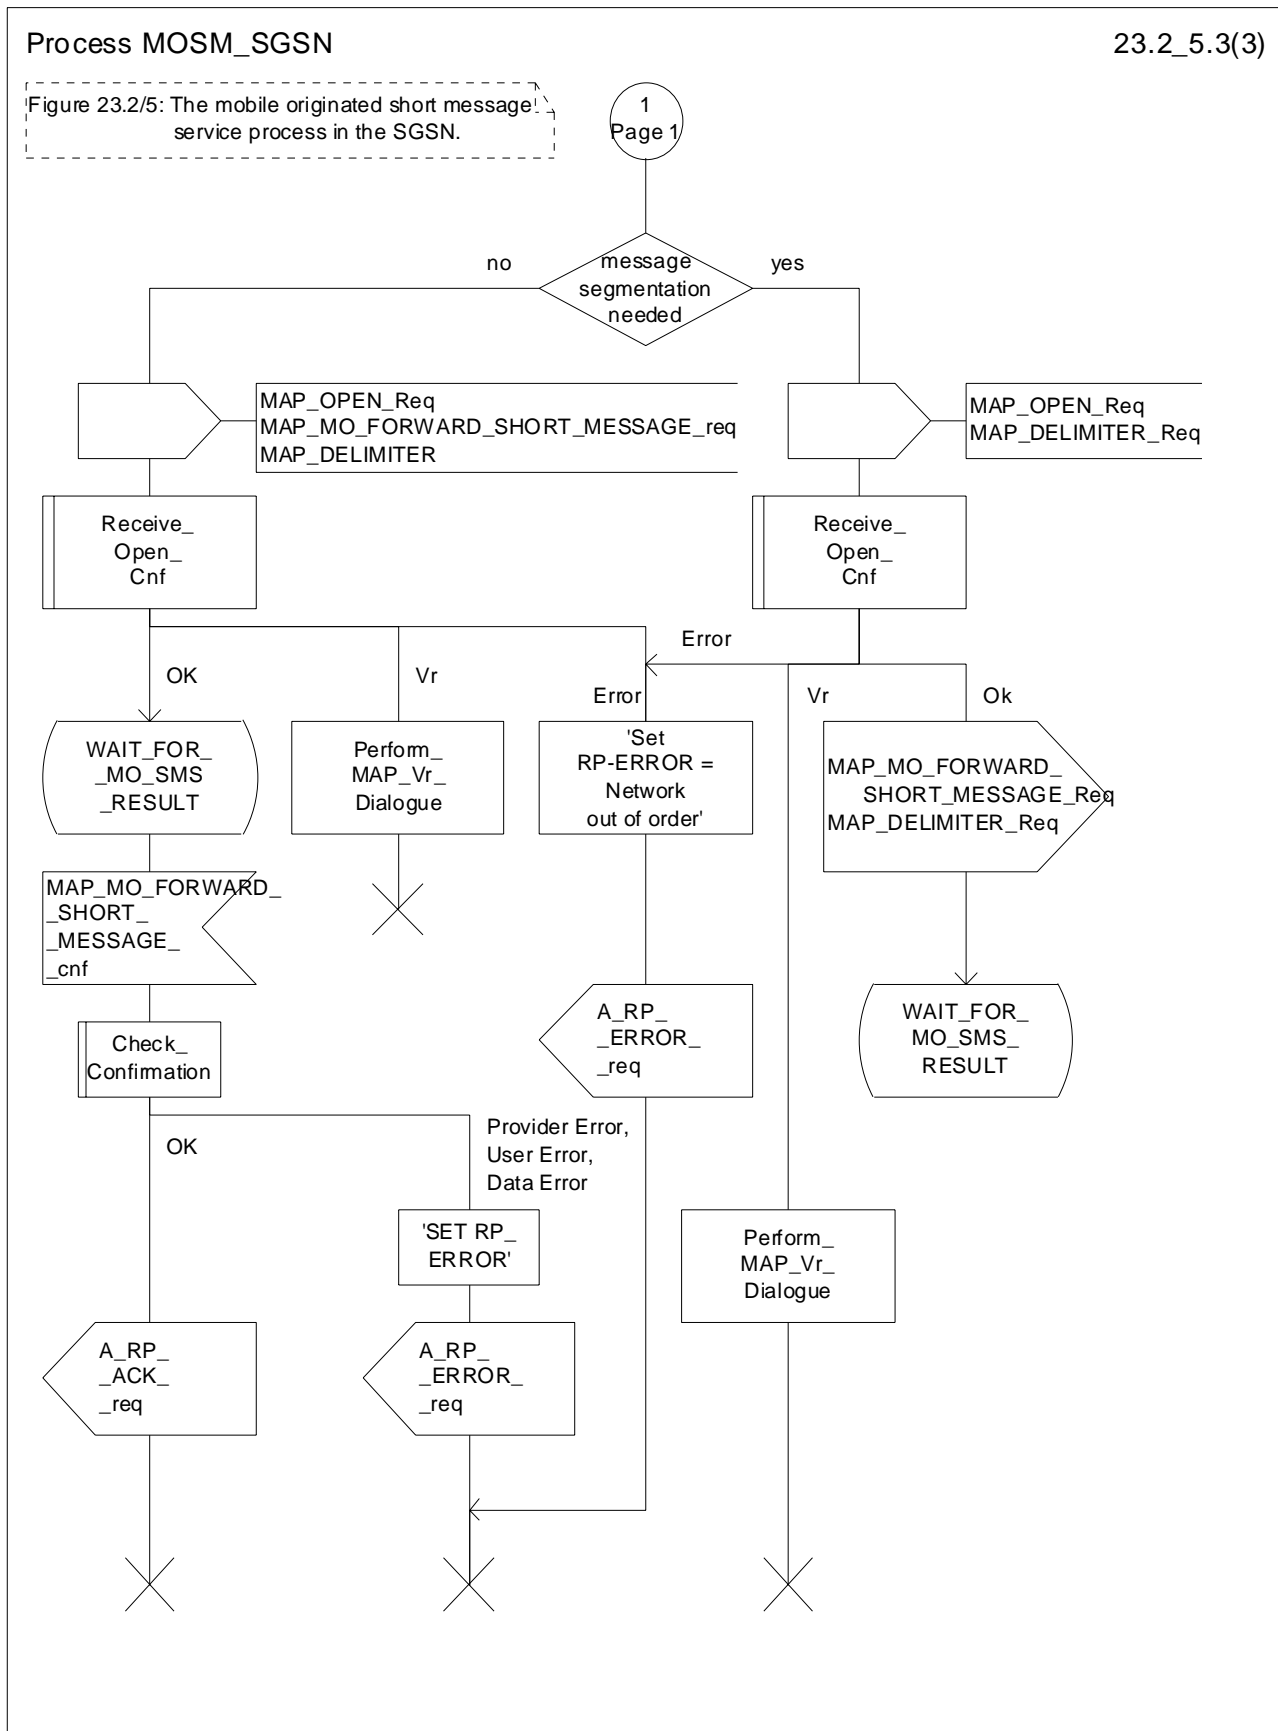 Process MOSM_SGSN
23.2_5.3(3)
Figure 23.2/5: The mobile originated short message
service process in the SGSN.
1
Page 1
no
message
segmentation
needed
yes
MAP_OPEN_Req
MAP_MO_FORWARD_SHORT_MESSAGE_req
MAP_DELIMITER
MAP_OPEN_Req
MAP_DELIMITER_Req
Receive_
Open_
Cnf
Receive_
Open_
Cnf
Error
OK
Vr
Error
Vr
Ok
WAIT_FOR_
_MO_SMS
_RESULT
Perform_
MAP_Vr_
Dialogue
'Set
RP-ERROR =
Network
out of order'
MAP_MO_FORWARD_
SHORT_MESSAGE_Req
MAP_DELIMITER_Req
MAP_MO_FORWARD_
_SHORT_
_MESSAGE_
_cnf
A_RP_
_ERROR_
_req
WAIT_FOR_
MO_SMS_
RESULT
Check_
Confirmation
OK
Provider Error,
User Error,
Data Error
'SET RP_
ERROR'
Perform_
MAP_Vr_
Dialogue
A_RP_
_ACK_
_req
A_RP_
_ERROR_
_req